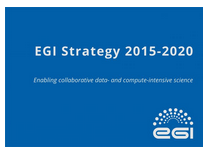 EGI Strategy 2015-2020
Enabling collaborative data- and compute-intensive science
eGI